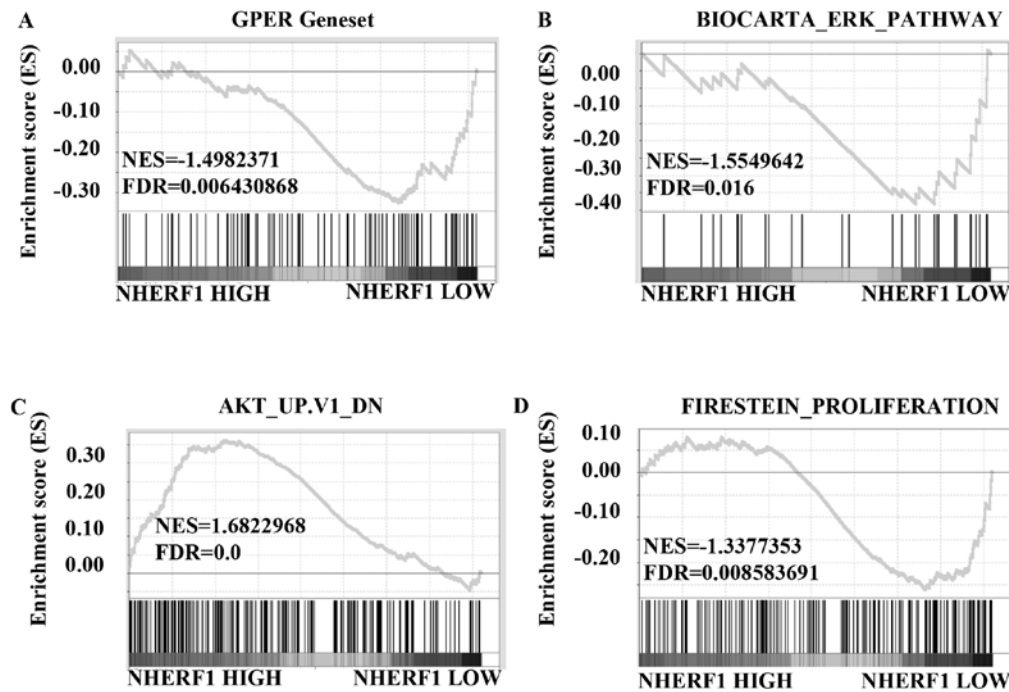 A
GPER Geneset
Enrichment score (ES)
0.00
-0.10
-0.20
-0.30
NES=-1.4982371
FDR=0.006430868
NHERF1 HIGH
NHERF1 LOW
B
BIOCARTA_ERK_PATHWAY
Enrichment score (ES)
0.00
-0.10
-0.20
-0.30
-0.40
NES=-1.5549642
FDR=0.016
NHERF1 HIGH
NHERF1 LOW
C
AKT_UP.V1_DN
Enrichment score (ES)
0.30
0.20
0.10
0.00
NES=1.6822968
FDR=0.0
NHERF1 HIGH
NHERF1 LOW
D
FIRESTEIN_PROLIFERATION
Enrichment score (ES)
0.10
0.00
-0.10
-0.20
NES=-1.3377353
FDR=0.008583691
NHERF1 HIGH
NHERF1 LOW